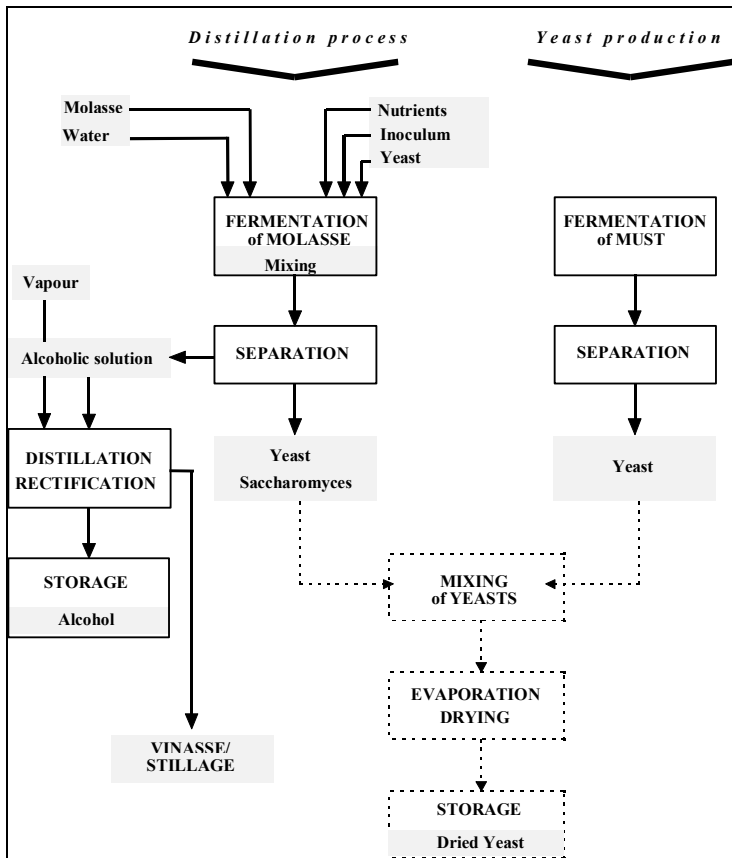 Distillation process
Yeast production
Molasse
Water
Nutrients
Inoculum
Yeast
FERMENTATION
of MOLASSE
Mixing
FERMENTATION
of MUST
Vapour
Alcoholic solution
SEPARATION
SEPARATION
DISTILLATION
RECTIFICATION
Yeast
Saccharomyces
Yeast
STORAGE
Alcohol
MIXING
of YEASTS
EVAPORATION
DRYING
VINASSE/
STILLAGE
STORAGE
Dried Yeast